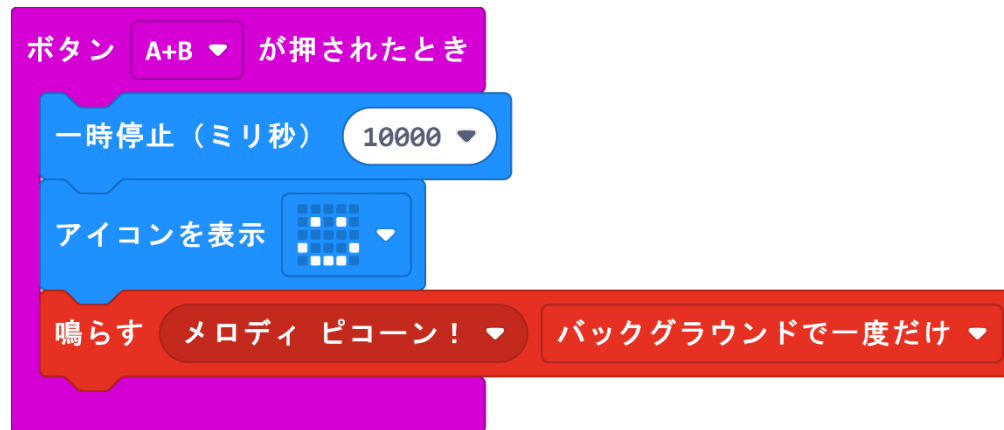 ボタン A+B が押されたとき
一時停止（ミリ秒） 10000
アイコンを表示
鳴らす メロディ ピコーン！ バックグラウンドで一度だけ